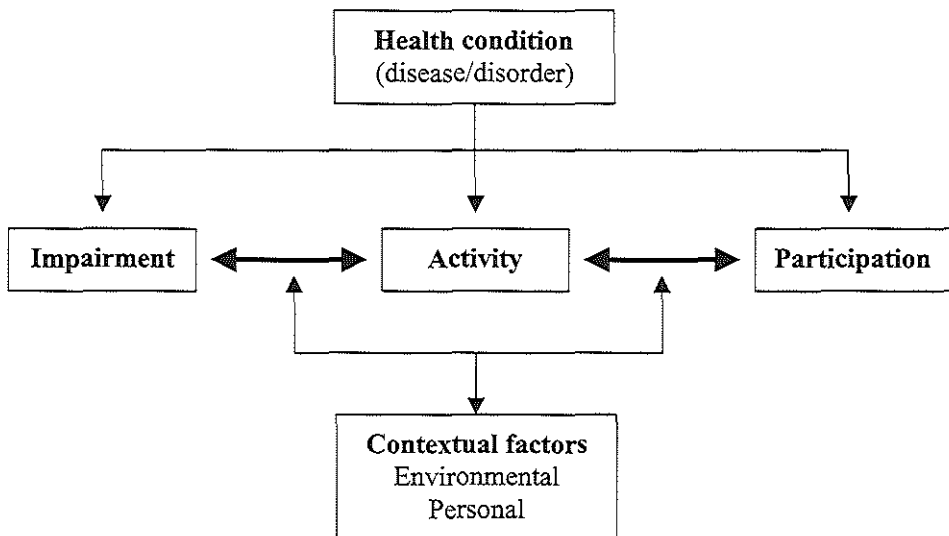 Health condition
(disease/disorder)
Impairment
Activity
Participation
Contextual factors
Environmental
Personal